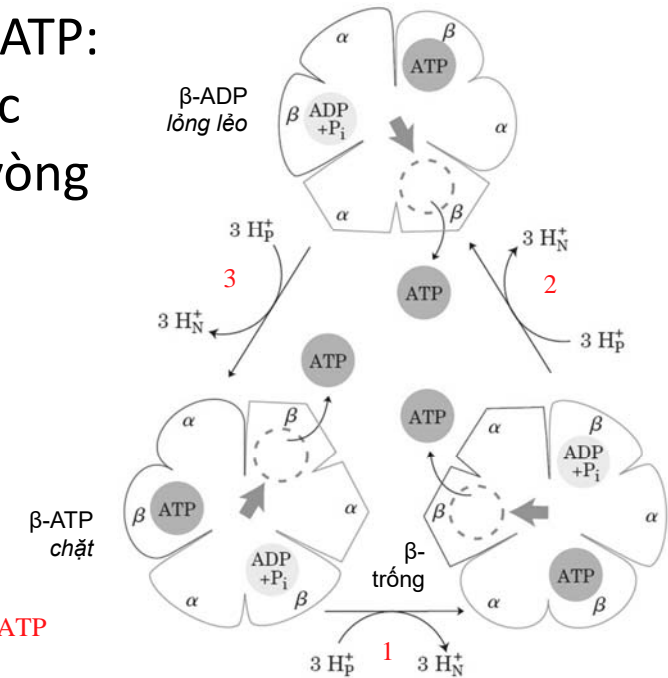 ATP:
c
vòng
β-ADP
lỏng lẻo
α
β
ATP
β
ADP
+Pi
α
α
β
3 H⁺P
3
3 H⁺N
ATP
3 H⁺N
2
3 H⁺P
ATP
ATP
α
β
β
ATP
α
ADP
+Pi
α
β
β-ATP
chặt
α
β
ADP
+Pi
β
α
ATP
α
β
β-
trống
ATP
3 H⁺P
1
3 H⁺N